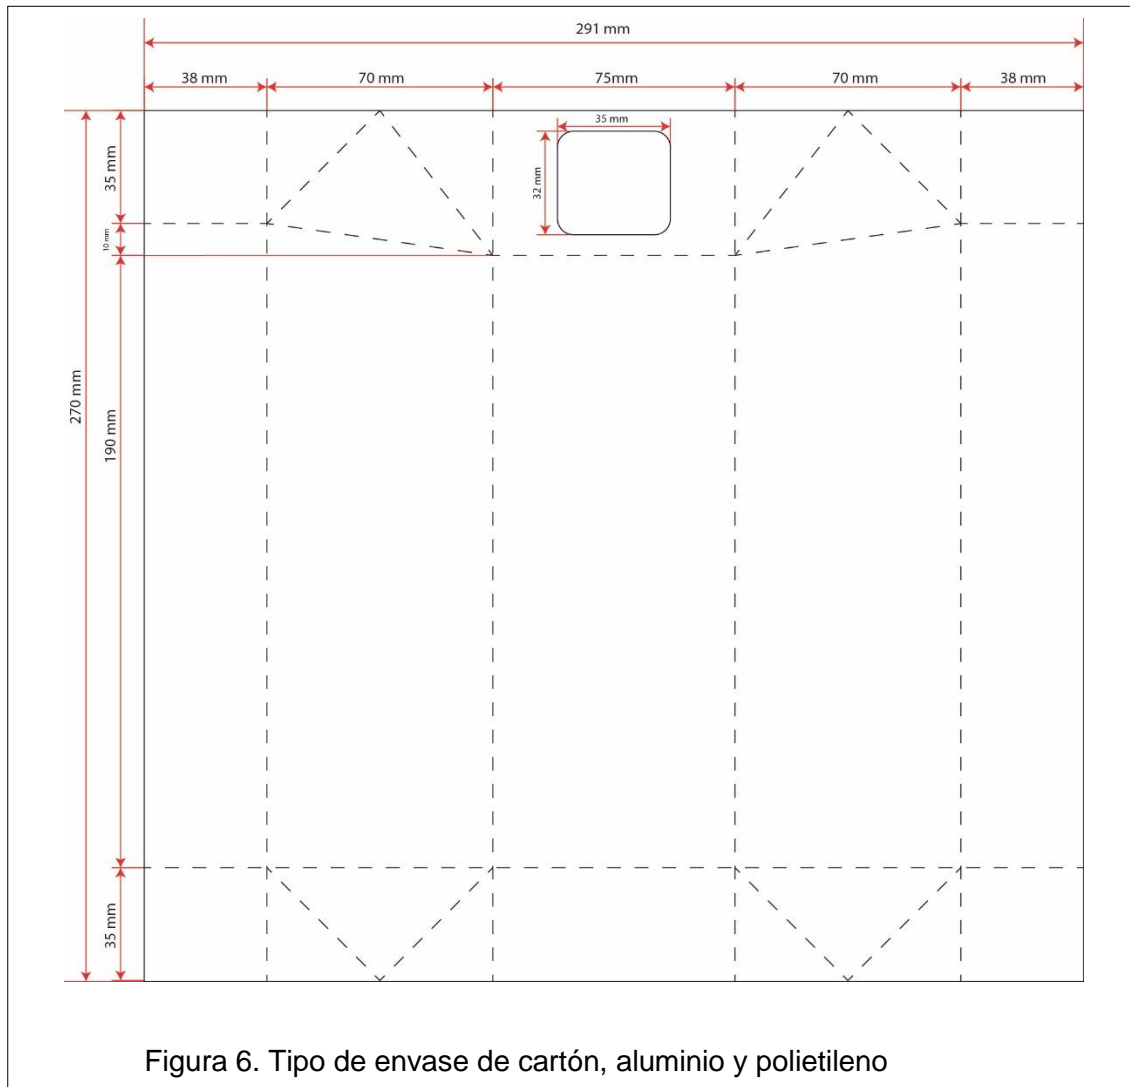 291 mm
38 mm
70 mm
75mm
70 mm
38 mm
35 mm
35 mm
32 mm
10 mm
270 mm
190 mm
35 mm
Figura 6. Tipo de envase de cartón, aluminio y polietileno